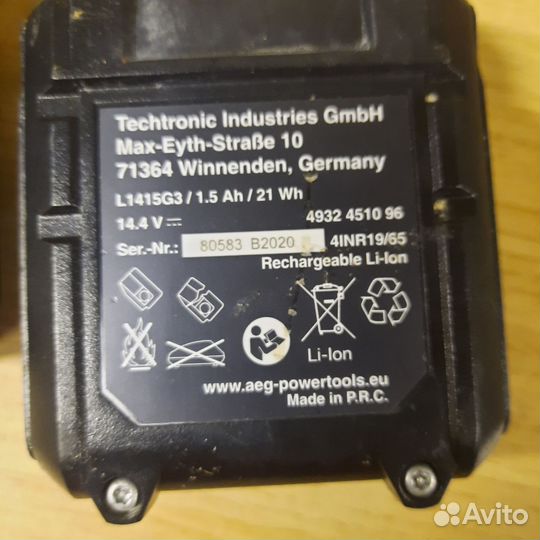 Techtronic Industries GmbH
Max-Eyth-Straße 10
71364 Winnenden, Germany
L1415G3 / 1.5 Ah / 21 Wh
14.4 V ⎓ 4932 4510 96
Ser.-Nr.: 80583 B2020 4INR19/65
Rechargeable Li-Ion
Li-Ion
www.aeg-powertools.eu
Made in P.R.C.
Avito